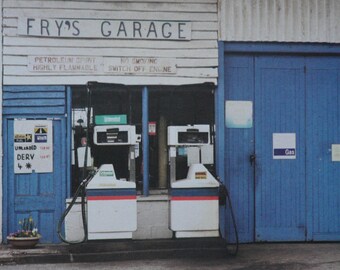 FRY'S GARAGE
PETROLEUM SPIRIT
HIGHLY FLAMMABLE
NO SMOKING
SWITCH OFF ENGINE
UNLEADED
DERV
Gas